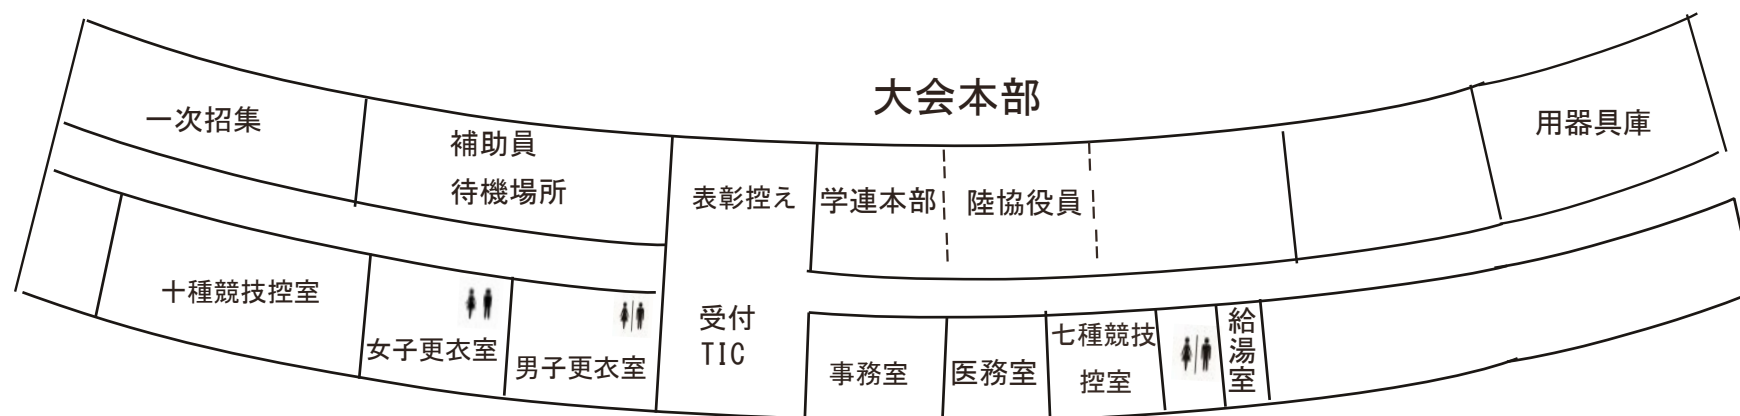 大会本部
一次招集
補助員
待機場所
表彰控え
学連本部
陸協役員
用器具庫
十種競技控室
女子更衣室
男子更衣室
受付
TIC
事務室
医務室
七種競技
控室
給湯室